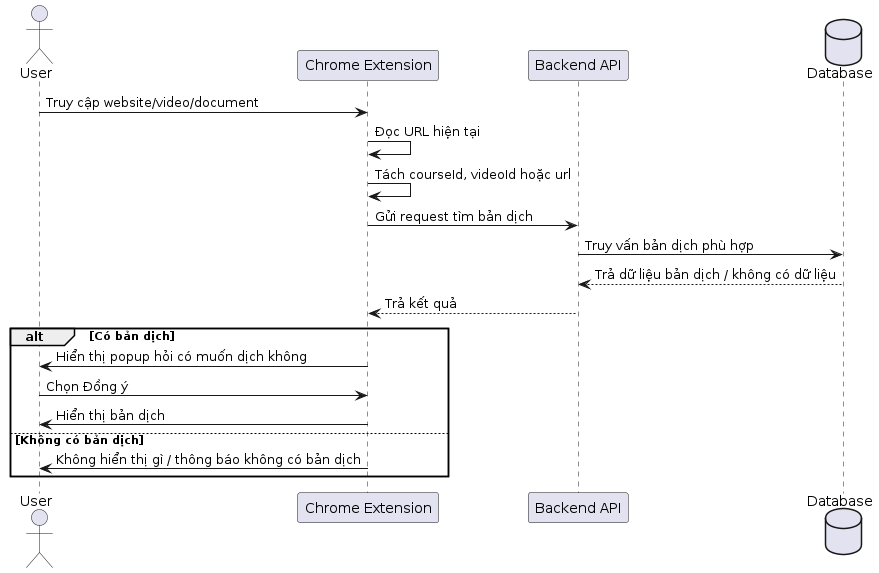 User
Chrome Extension
Backend API
Database
Truy cập website/video/document
Đọc URL hiện tại
Tách courseId, videoId hoặc url
Gửi request tìm bản dịch
Truy vấn bản dịch phù hợp
Trả dữ liệu bản dịch / không có dữ liệu
Trả kết quả
alt [Có bản dịch]
Hiển thị popup hỏi có muốn dịch không
Chọn Đồng ý
Hiển thị bản dịch
[Không có bản dịch]
Không hiển thị gì / thông báo không có bản dịch
User
Chrome Extension
Backend API
Database